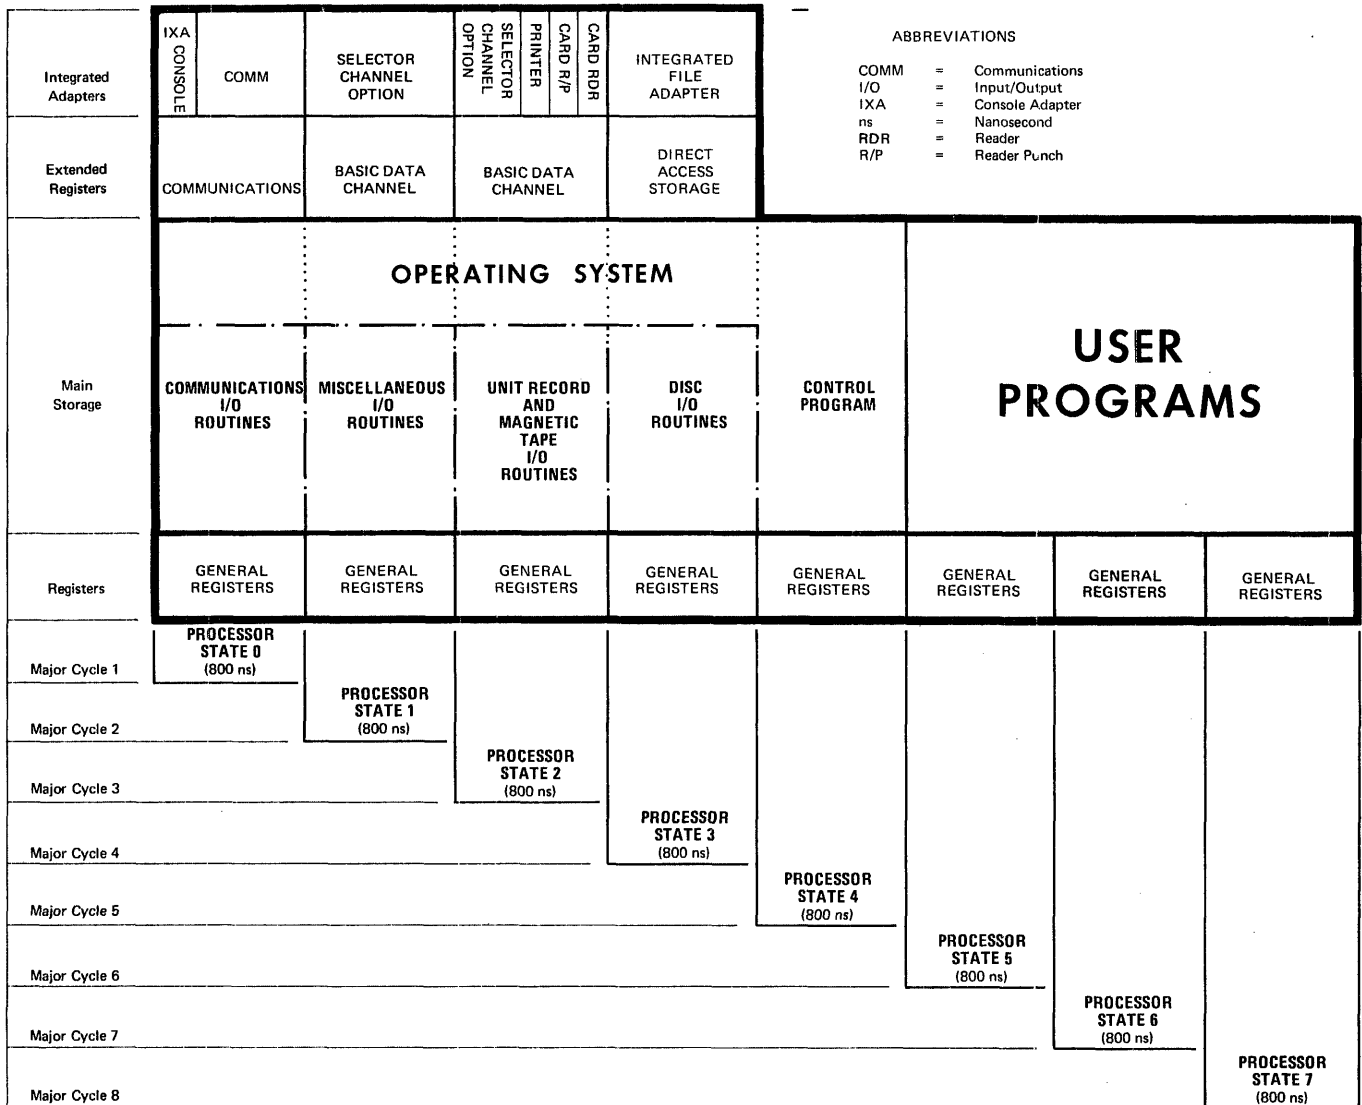 ABBREVIATIONS
COMM = Communications
I/O = Input/Output
IXA = Console Adapter
ns = Nanosecond
RDR = Reader
R/P = Reader Punch
Integrated
Adapters
IXA
CONSOLE
COMM
SELECTOR
CHANNEL
OPTION
SELECTOR
CHANNEL
OPTION
PRINTER
CARD R/P
CARD RDR
INTEGRATED
FILE
ADAPTER
Extended
Registers
COMMUNICATIONS
BASIC DATA
CHANNEL
BASIC DATA
CHANNEL
DIRECT
ACCESS
STORAGE
OPERATING SYSTEM
Main
Storage
COMMUNICATIONS
I/O
ROUTINES
MISCELLANEOUS
I/O
ROUTINES
UNIT RECORD
AND
MAGNETIC
TAPE
I/O
ROUTINES
DISC
I/O
ROUTINES
CONTROL
PROGRAM
USER
PROGRAMS
Registers
GENERAL
REGISTERS
GENERAL
REGISTERS
GENERAL
REGISTERS
GENERAL
REGISTERS
GENERAL
REGISTERS
GENERAL
REGISTERS
GENERAL
REGISTERS
GENERAL
REGISTERS
Major Cycle 1
PROCESSOR
STATE 0
(800 ns)
Major Cycle 2
PROCESSOR
STATE 1
(800 ns)
Major Cycle 3
PROCESSOR
STATE 2
(800 ns)
Major Cycle 4
PROCESSOR
STATE 3
(800 ns)
Major Cycle 5
PROCESSOR
STATE 4
(800 ns)
Major Cycle 6
PROCESSOR
STATE 5
(800 ns)
Major Cycle 7
PROCESSOR
STATE 6
(800 ns)
Major Cycle 8
PROCESSOR
STATE 7
(800 ns)